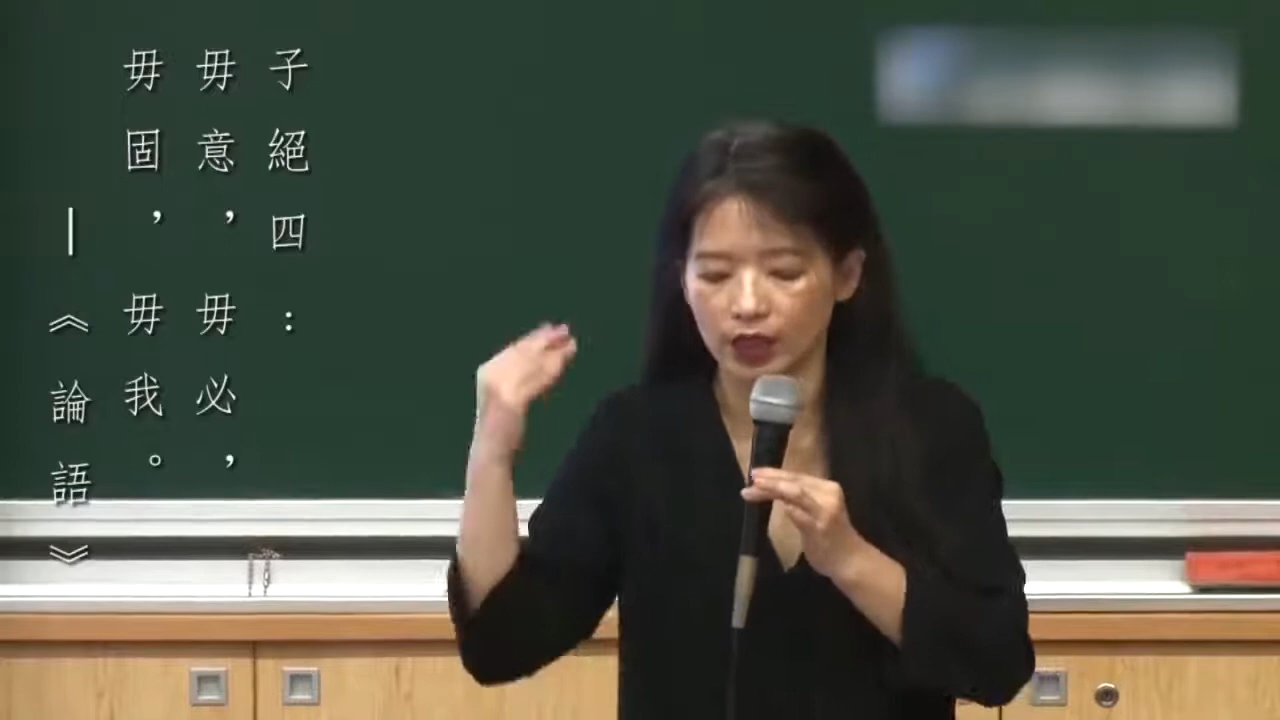 子絕四：
毋意，毋必，
毋固，毋我。
—《論語》